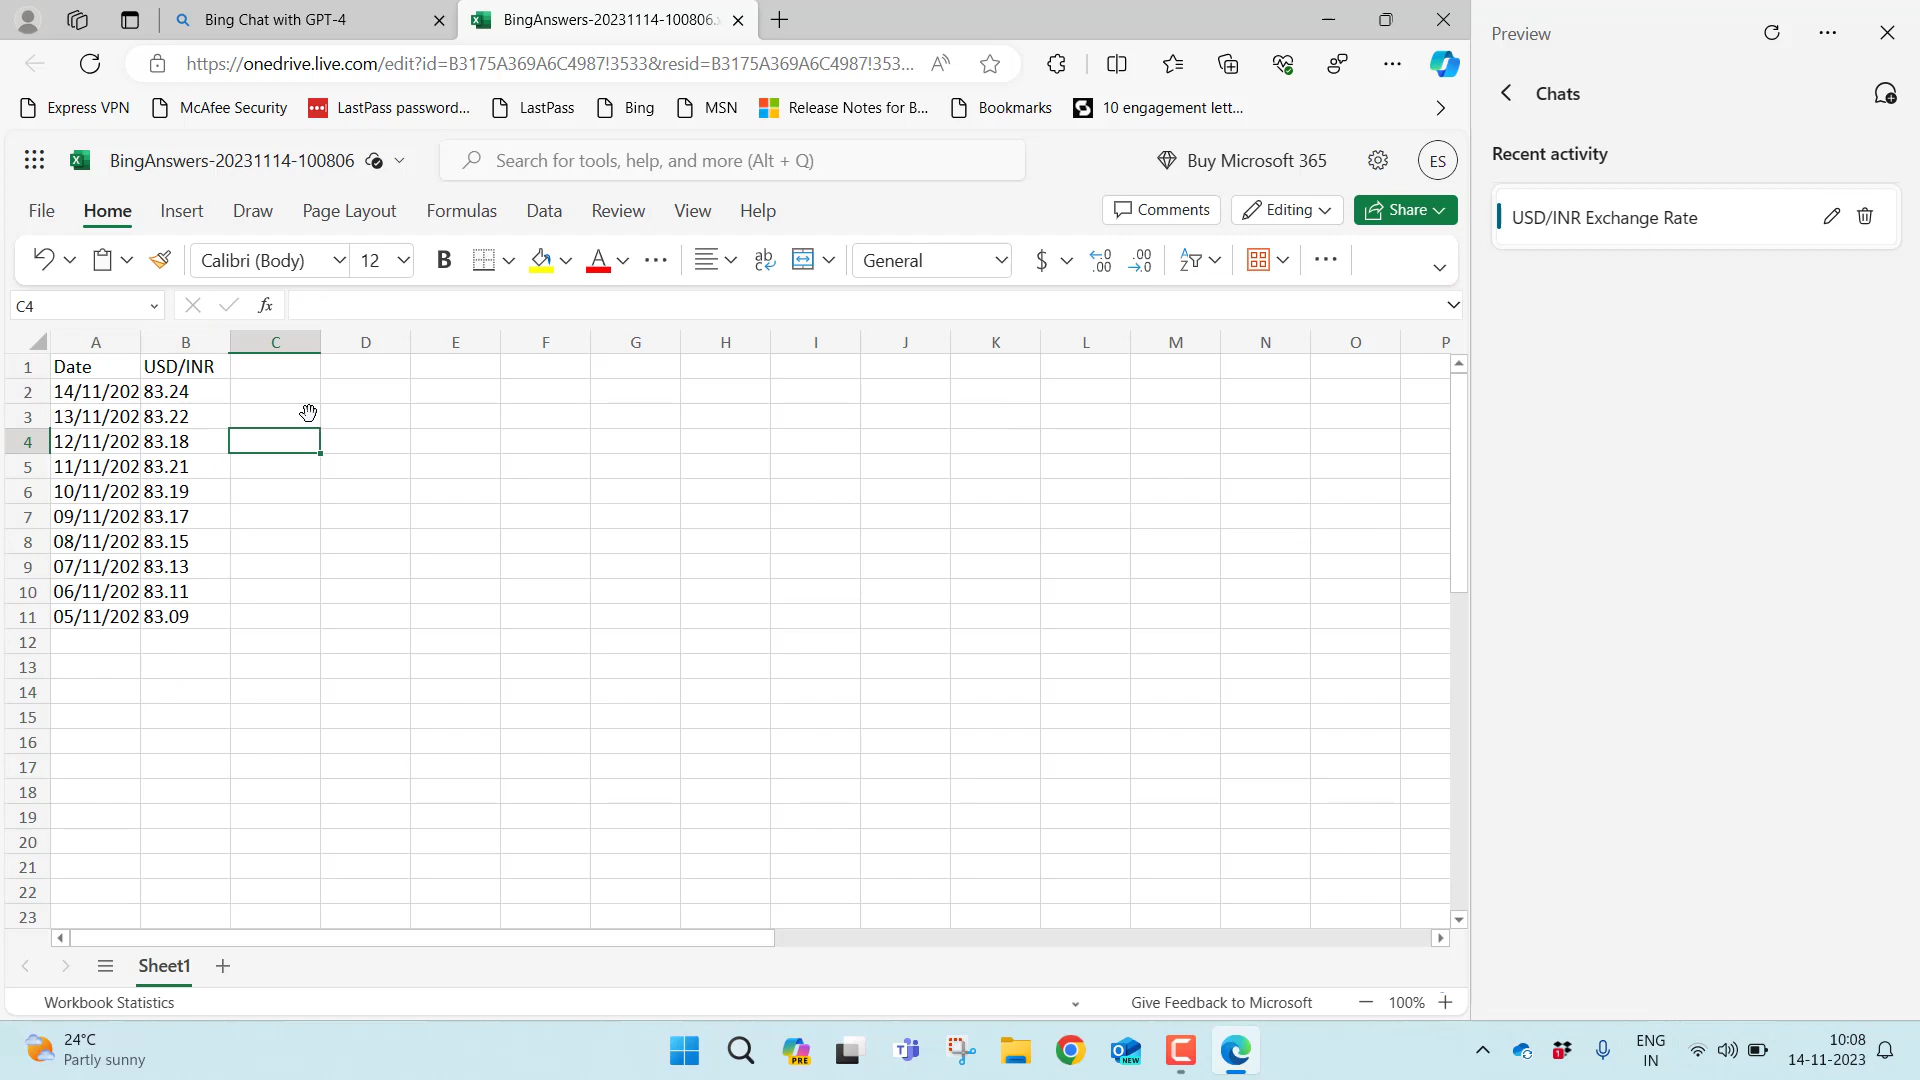 Bing Chat with GPT-4
BingAnswers-20231114-100806.x
https://onedrive.live.com/edit?id=B3175A369A6C4987!3533&resid=B3175A369A6C4987!353...
Express VPN
McAfee Security
LastPass password...
LastPass
Bing
MSN
Release Notes for B...
Bookmarks
10 engagement lett...
BingAnswers-20231114-100806
Search for tools, help, and more (Alt + Q)
Buy Microsoft 365
ES
File Home Insert Draw Page Layout Formulas Data Review View Help
Comments
Editing
Share
Calibri (Body) 12 B A ab c General $ .00 .00 A Z
C4
fx
A B C D E F G H I J K L M N O P
1 Date USD/INR
2 14/11/202 83.24
3 13/11/202 83.22
4 12/11/202 83.18
5 11/11/202 83.21
6 10/11/202 83.19
7 09/11/202 83.17
8 08/11/202 83.15
9 07/11/202 83.13
10 06/11/202 83.11
11 05/11/202 83.09
12
13
14
15
16
17
18
19
20
21
22
23
Sheet1
Workbook Statistics
Give Feedback to Microsoft
100%
Preview
Chats
Recent activity
USD/INR Exchange Rate
24°C
Partly sunny
PRE
NEW
1
ENG
IN
10:08
14-11-2023